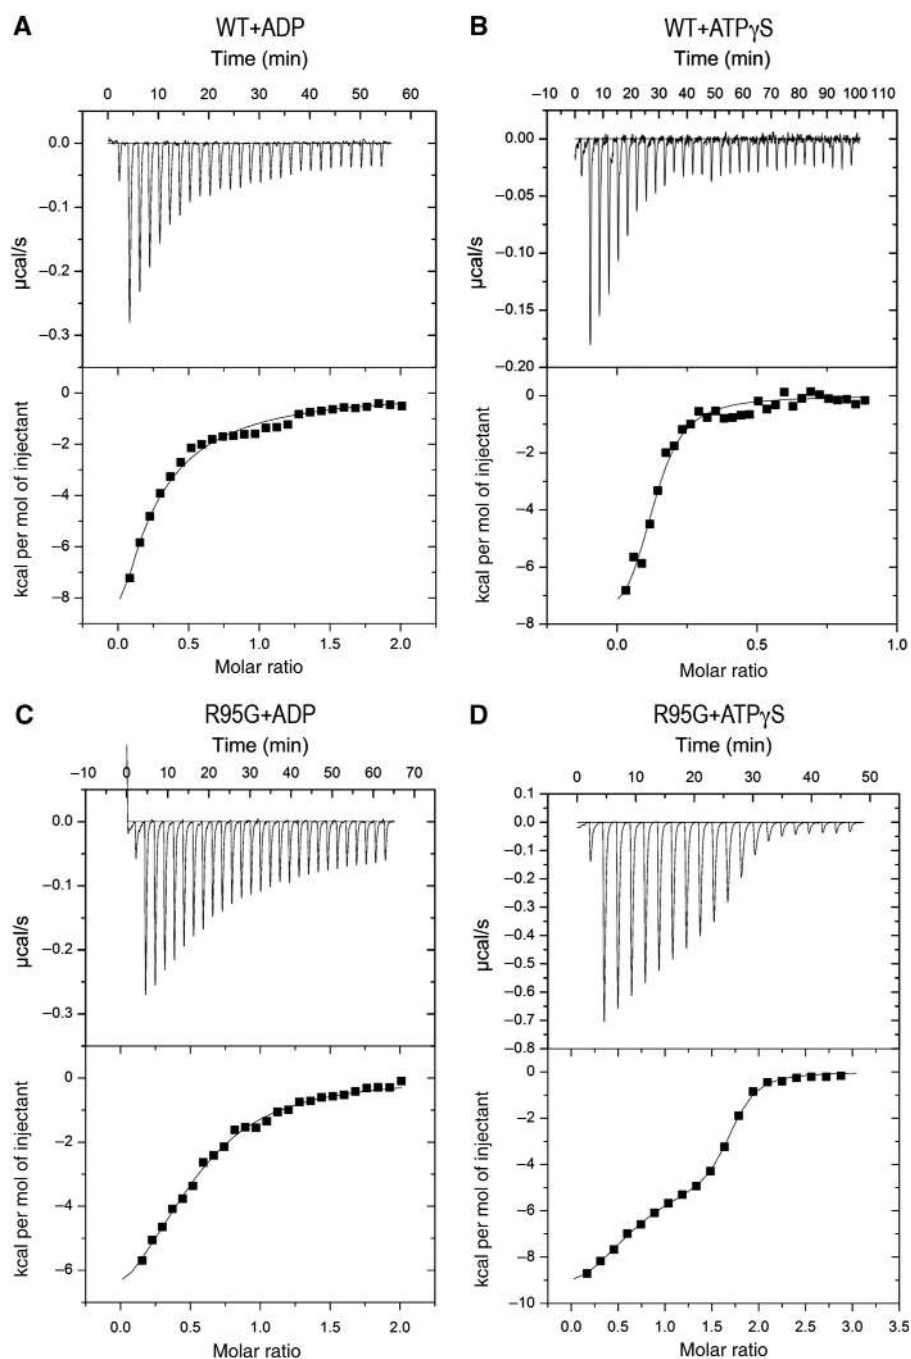 A
WT+ADP
Time (min)
0 10 20 30 40 50 60
0.0
−0.1
−0.2
−0.3
µcal/s
0
−2
−4
−6
−8
kcal per mol of injectant
0.0 0.5 1.0 1.5 2.0
Molar ratio
B
WT+ATPγS
Time (min)
−10 0 10 20 30 40 50 60 70 80 90 100 110
0.00
−0.05
−0.10
−0.15
−0.20
µcal/s
0
−2
−4
−6
−8
kcal per mol of injectant
0.0 0.5 1.0
Molar ratio
C
R95G+ADP
Time (min)
−10 0 10 20 30 40 50 60 70
0.0
−0.1
−0.2
−0.3
µcal/s
0
−2
−4
−6
kcal per mol of injectant
0.0 0.5 1.0 1.5 2.0
Molar ratio
D
R95G+ATPγS
Time (min)
0 10 20 30 40 50
0.1
0.0
−0.1
−0.2
−0.3
−0.4
−0.5
−0.6
−0.7
−0.8
µcal/s
0
−2
−4
−6
−8
−10
kcal per mol of injectant
0.0 0.5 1.0 1.5 2.0 2.5 3.0 3.5
Molar ratio